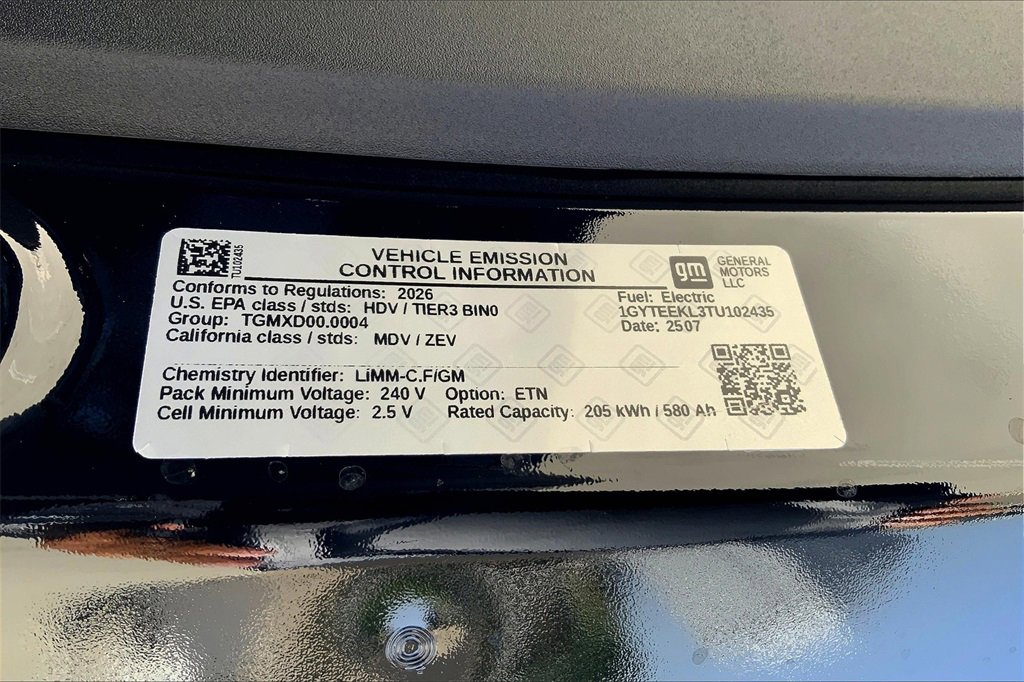 TU102435
VEHICLE EMISSION
CONTROL INFORMATION
gm
GENERAL
MOTORS
LLC
Conforms to Regulations: 2026
U.S. EPA class / stds: HDV / TIER3 BIN0
Group: TGMXD00.0004
California class / stds: MDV / ZEV
Fuel: Electric
1GYTEEKL3TU102435
Date: 2507
Chemistry Identifier: LiMM-C.F/GM
Pack Minimum Voltage: 240 V Option: ETN
Cell Minimum Voltage: 2.5 V Rated Capacity: 205 kWh / 580 Ah